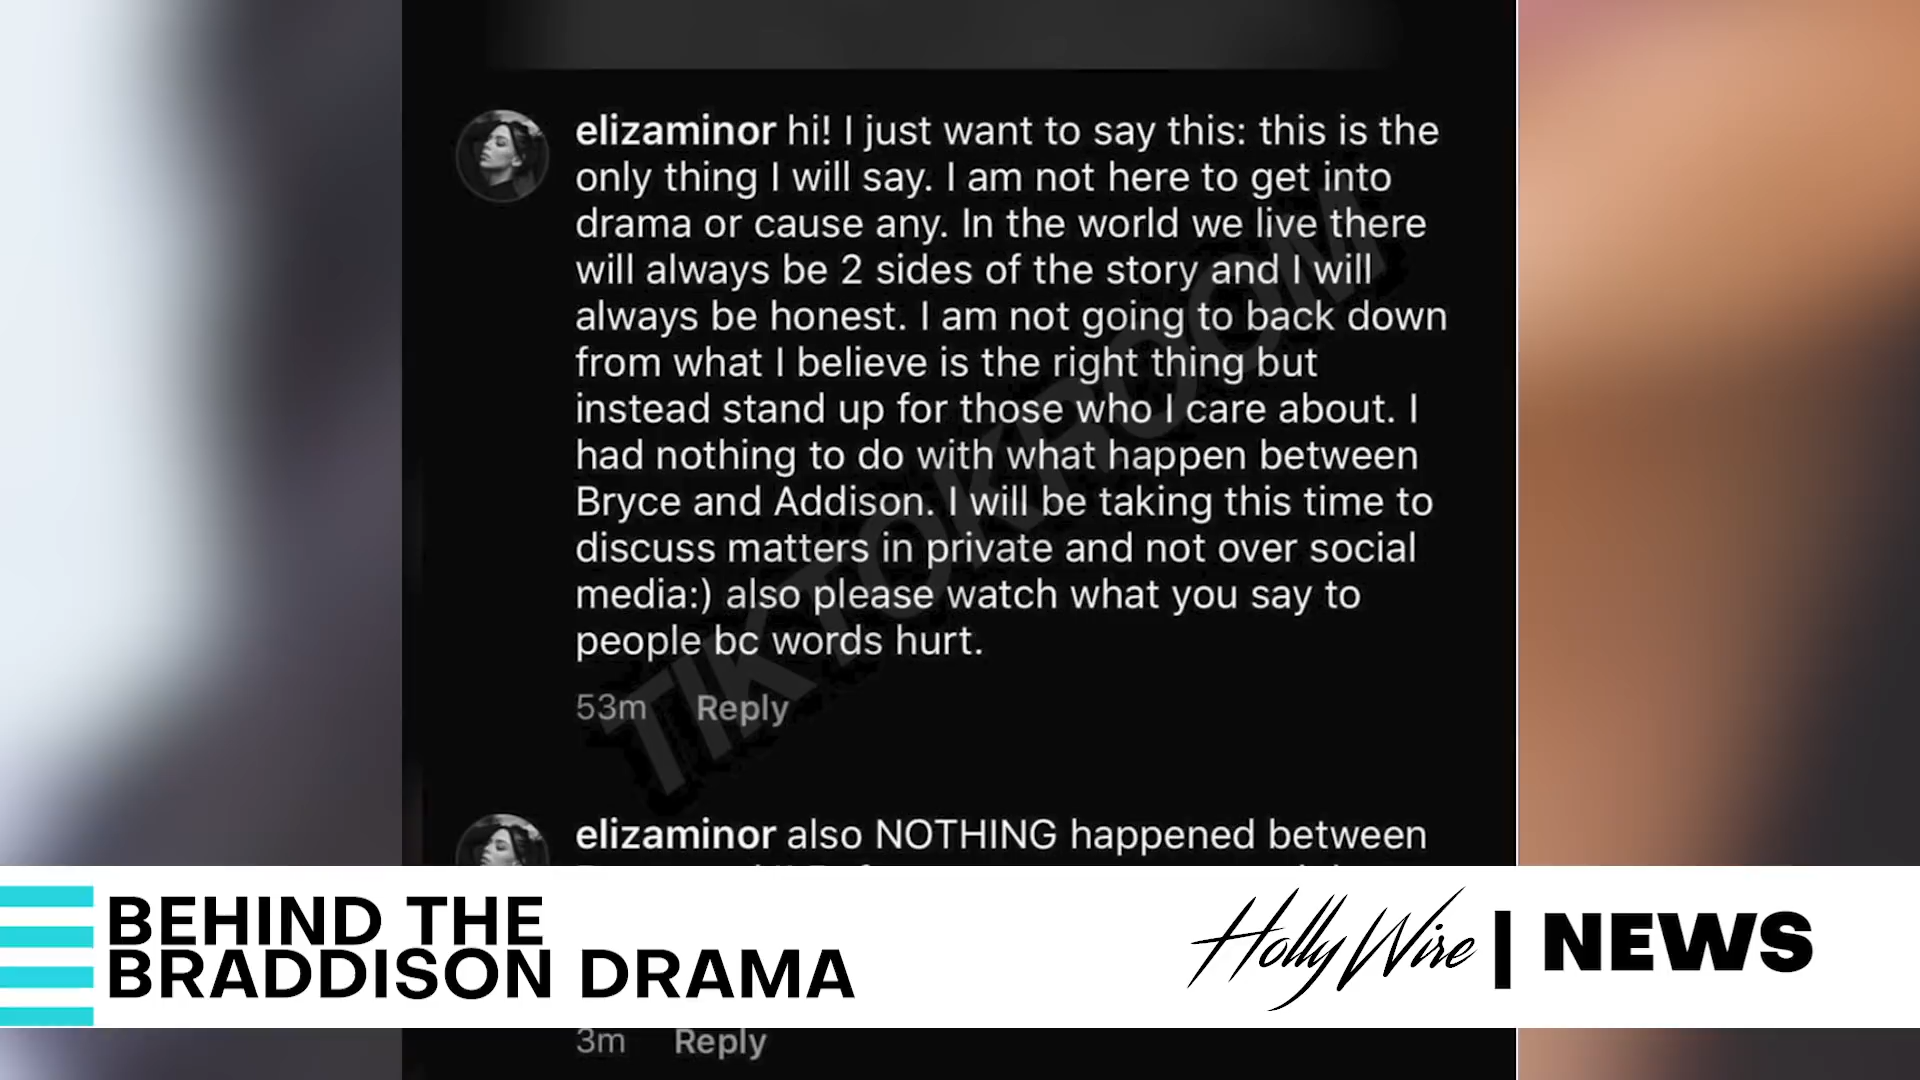 elizaminor hi! I just want to say this: this is the
only thing I will say. I am not here to get into
drama or cause any. In the world we live there
will always be 2 sides of the story and I will
always be honest. I am not going to back down
from what I believe is the right thing but
instead stand up for those who I care about. I
had nothing to do with what happen between
Bryce and Addison. I will be taking this time to
discuss matters in private and not over social
media:) also please watch what you say to
people bc words hurt.
53m Reply
TIKTOKROOM
elizaminor also NOTHING happened between
BEHIND THE
BRADDISON DRAMA
HollyWire | NEWS
3m Reply